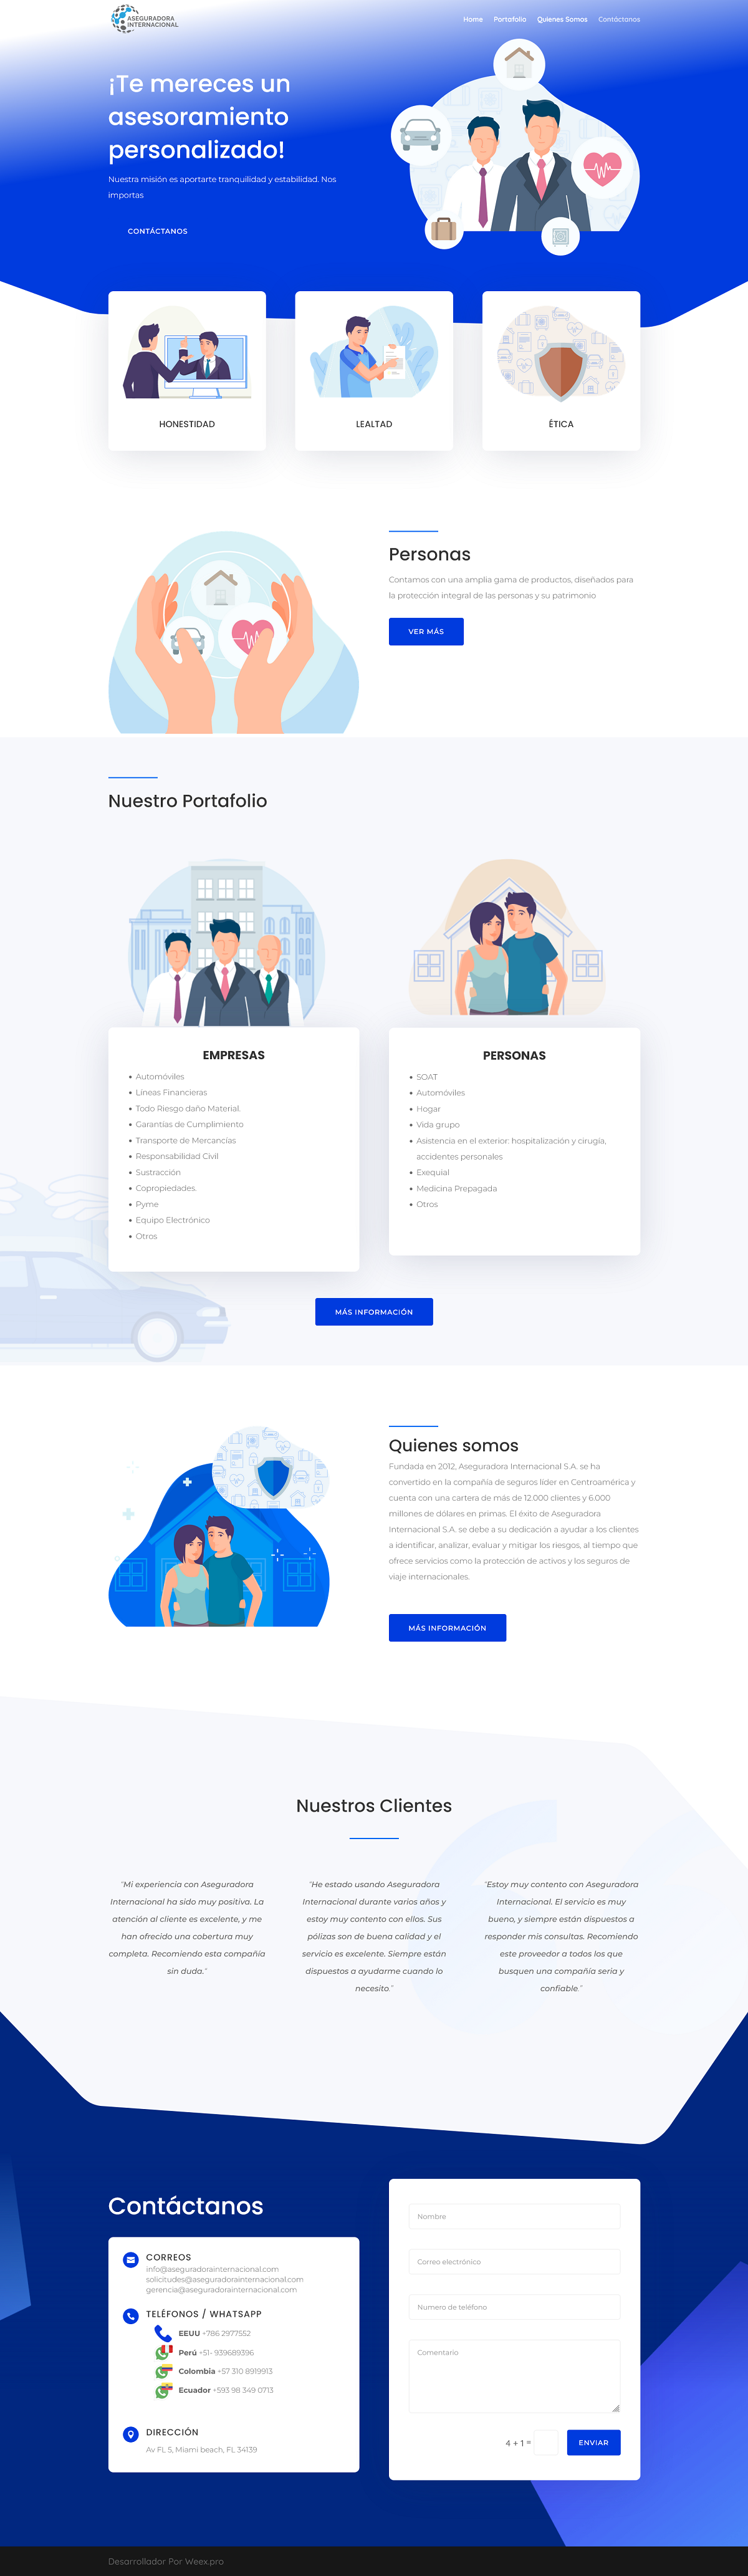 ASEGURADORA
INTERNACIONAL
Home Portafolio Quienes Somos Contáctanos
¡Te mereces un
asesoramiento
personalizado!
Nuestra misión es aportarte tranquilidad y estabilidad. Nos
importas
CONTÁCTANOS
HONESTIDAD
LEALTAD
ÉTICA
Personas
Contamos con una amplia gama de productos, diseñados para
la protección integral de las personas y su patrimonio
VER MÁS
Nuestro Portafolio
EMPRESAS
• Automóviles
• Líneas Financieras
• Todo Riesgo daño Material.
• Garantías de Cumplimiento
• Transporte de Mercancías
• Responsabilidad Civil
• Sustracción
• Copropiedades.
• Pyme
• Equipo Electrónico
• Otros
PERSONAS
• SOAT
• Automóviles
• Hogar
• Vida grupo
• Asistencia en el exterior: hospitalización y cirugía,
accidentes personales
• Exequial
• Medicina Prepagada
• Otros
MÁS INFORMACIÓN
Quienes somos
Fundada en 2012, Aseguradora Internacional S.A. se ha
convertido en la compañía de seguros líder en Centroamérica y
cuenta con una cartera de más de 12.000 clientes y 6.000
millones de dólares en primas. El éxito de Aseguradora
Internacional S.A. se debe a su dedicación a ayudar a los clientes
a identificar, analizar, evaluar y mitigar los riesgos, al tiempo que
ofrece servicios como la protección de activos y los seguros de
viaje internacionales.
MÁS INFORMACIÓN
Nuestros Clientes
"Mi experiencia con Aseguradora
Internacional ha sido muy positiva. La
atención al cliente es excelente, y me
han ofrecido una cobertura muy
completa. Recomiendo esta compañía
sin duda."
"He estado usando Aseguradora
Internacional durante varios años y
estoy muy contento con ellos. Sus
pólizas son de buena calidad y el
servicio es excelente. Siempre están
dispuestos a ayudarme cuando lo
necesito."
"Estoy muy contento con Aseguradora
Internacional. El servicio es muy
bueno, y siempre están dispuestos a
responder mis consultas. Recomiendo
este proveedor a todos los que
busquen una compañía seria y
confiable."
Contáctanos
CORREOS
info@aseguradorainternacional.com
solicitudes@aseguradorainternacional.com
gerencia@aseguradorainternacional.com
TELÉFONOS / WHATSAPP
EEUU +786 2977552
Perú +51- 939689396
Colombia +57 310 8919913
Ecuador +593 98 349 0713
DIRECCIÓN
Av FL 5, Miami beach, FL 34139
Nombre
Correo electrónico
Numero de teléfono
Comentario
4 + 1 =
ENVIAR
Desarrollador Por Weex.pro